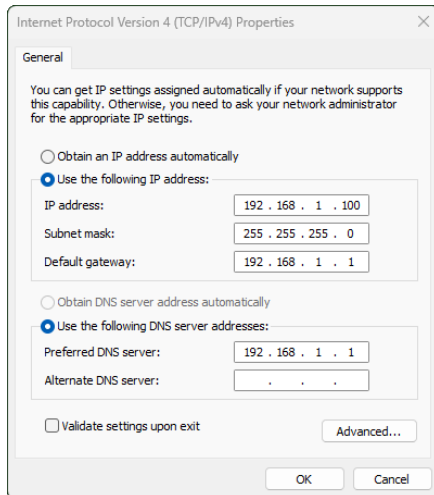 Internet Protocol Version 4 (TCP/IPv4) Properties
General
You can get IP settings assigned automatically if your network supports
this capability. Otherwise, you need to ask your network administrator
for the appropriate IP settings.
Obtain an IP address automatically
Use the following IP address:
IP address: 192 . 168 . 1 . 100
Subnet mask: 255 . 255 . 255 . 0
Default gateway: 192 . 168 . 1 . 1
Obtain DNS server address automatically
Use the following DNS server addresses:
Preferred DNS server: 192 . 168 . 1 . 1
Alternate DNS server: . . .
Validate settings upon exit
Advanced...
OK Cancel